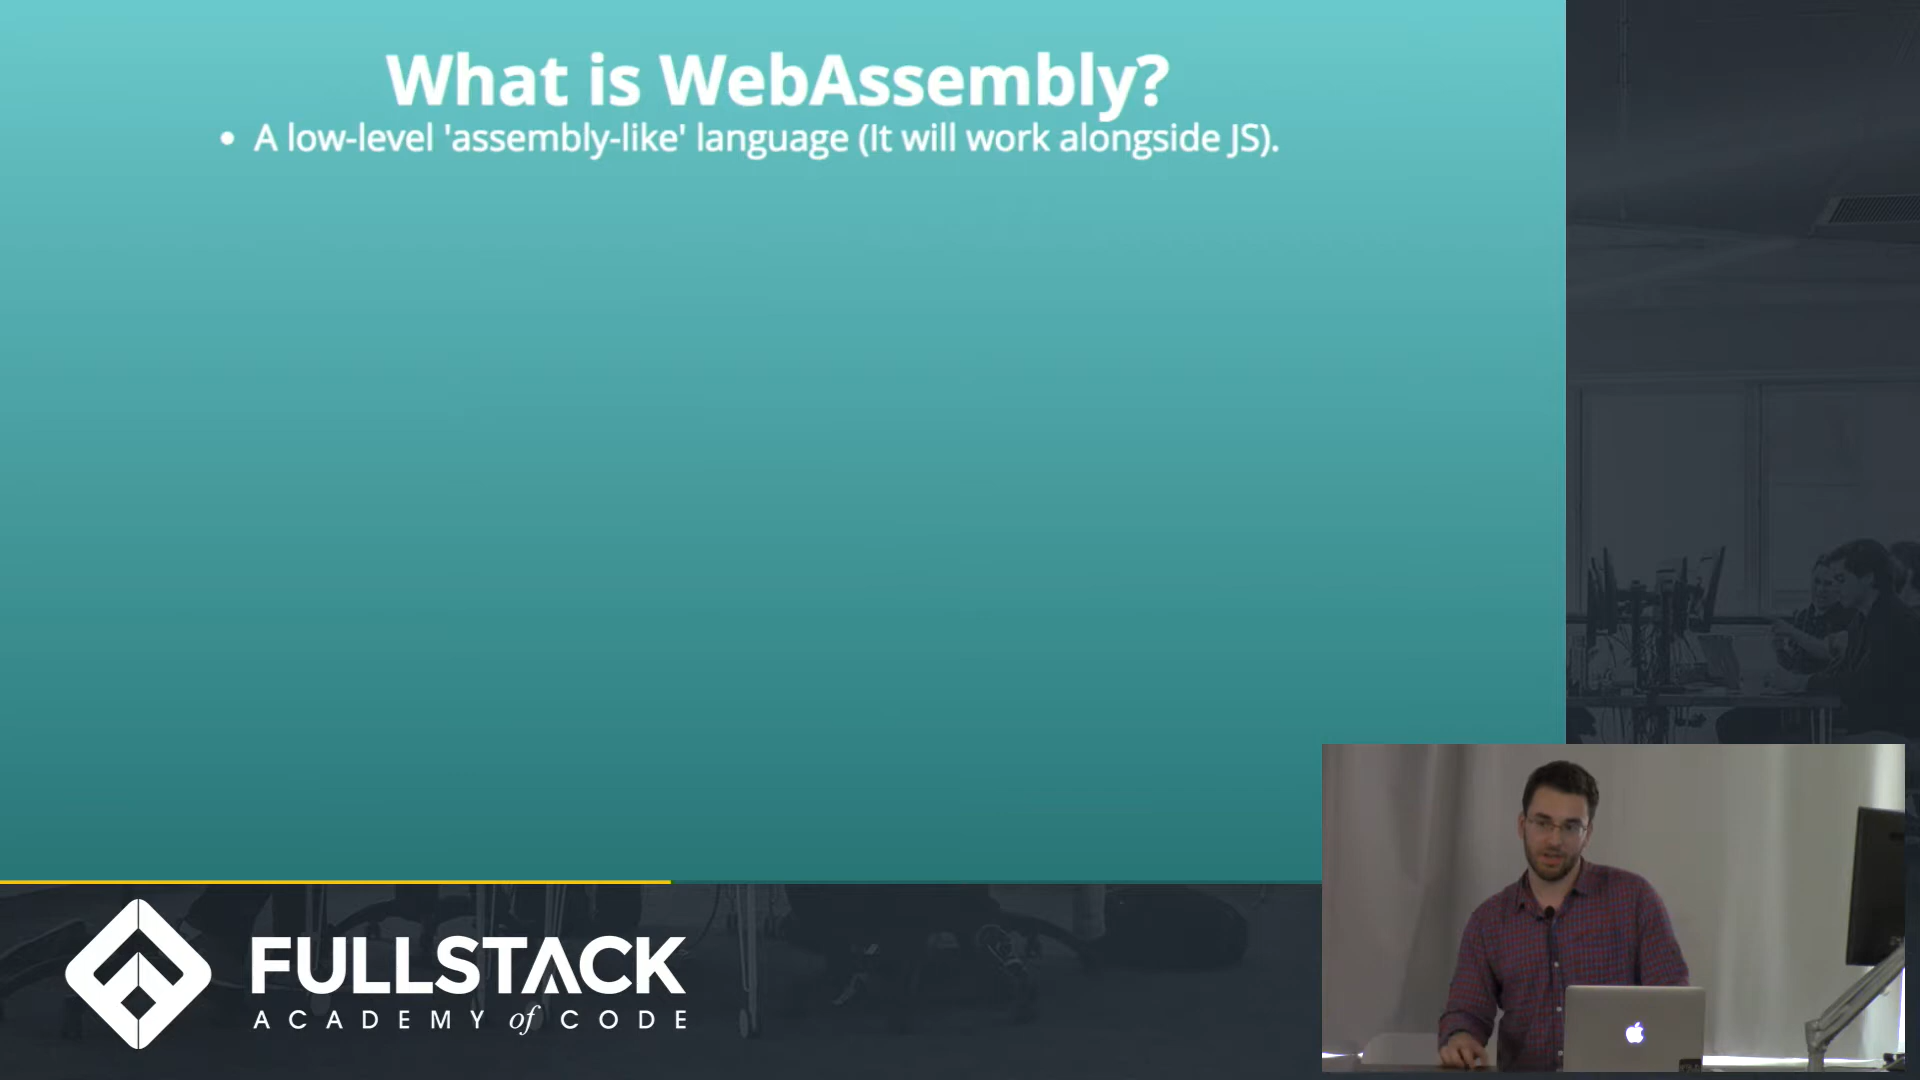 What is WebAssembly?
• A low-level 'assembly-like' language (It will work alongside JS).
FULLSTACK
ACADEMY of CODE